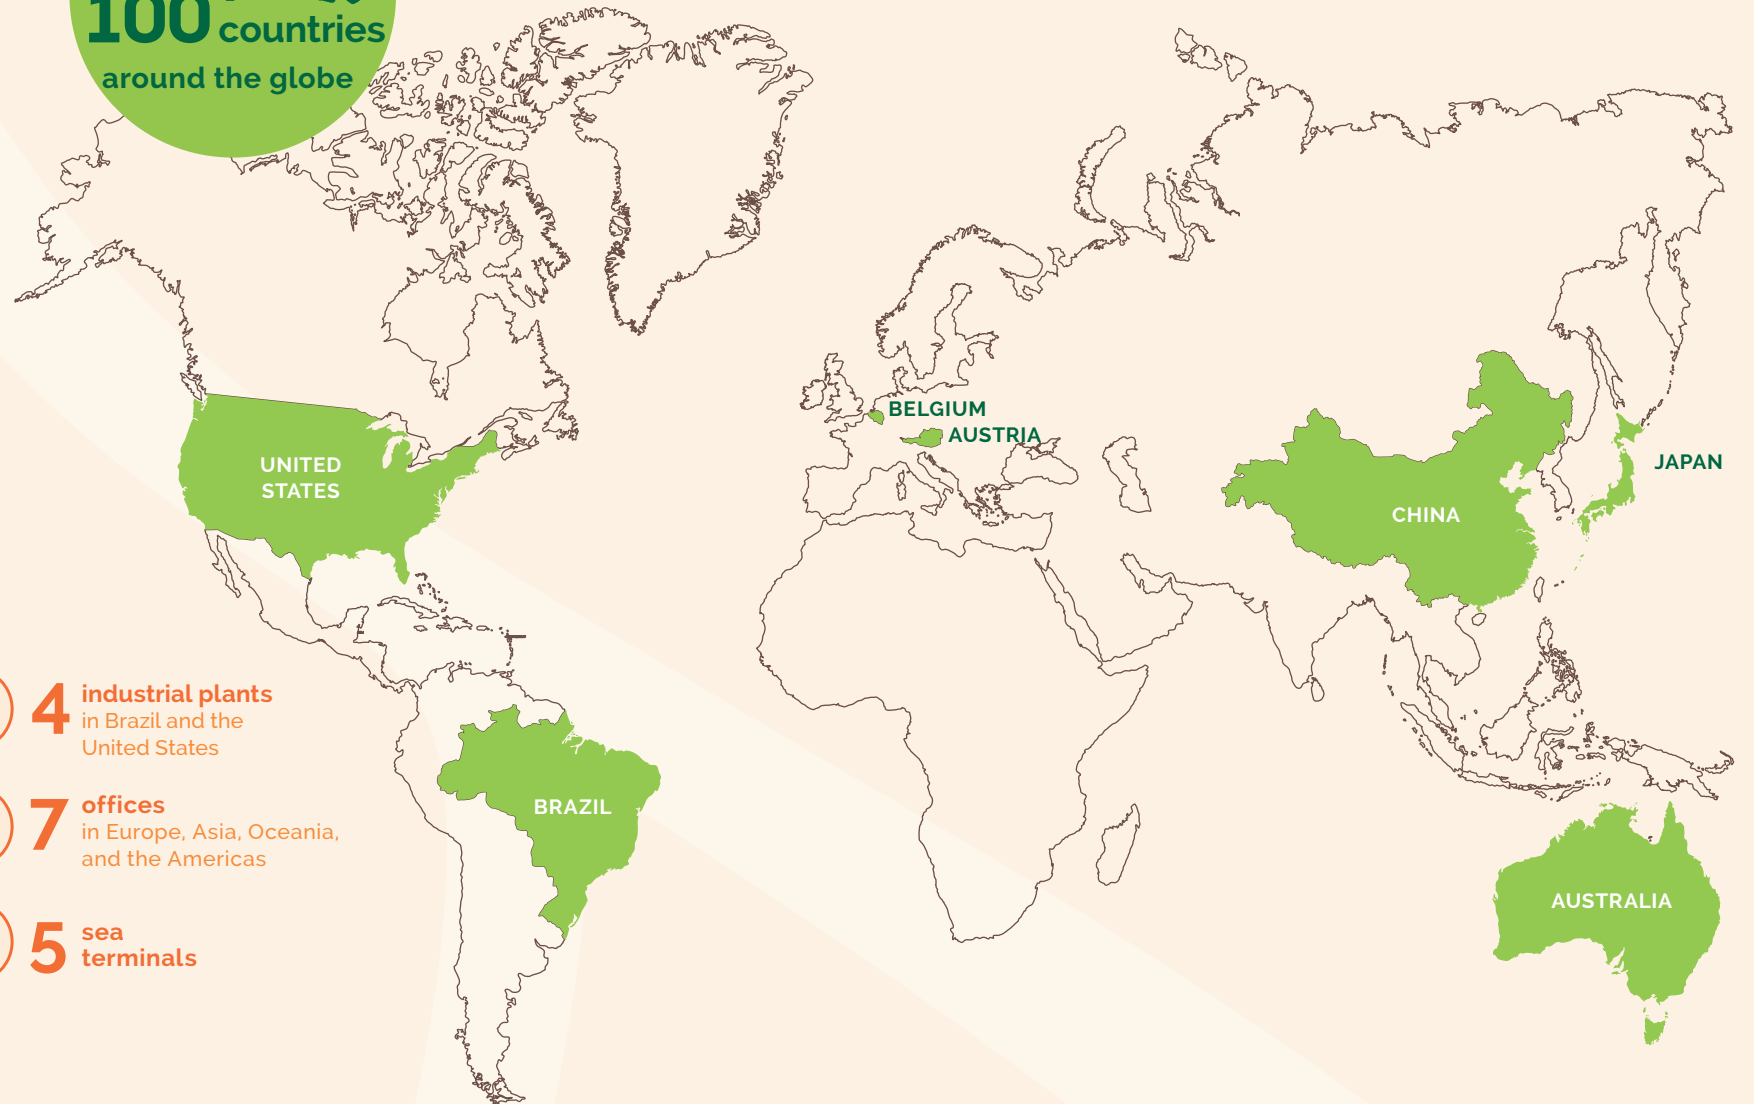 100 countries
around the globe
BELGIUM
AUSTRIA
UNITED
STATES
JAPAN
CHINA
4 industrial plants
in Brazil and the
United States
7 offices
in Europe, Asia, Oceania,
and the Americas
BRAZIL
AUSTRALIA
5 sea
terminals